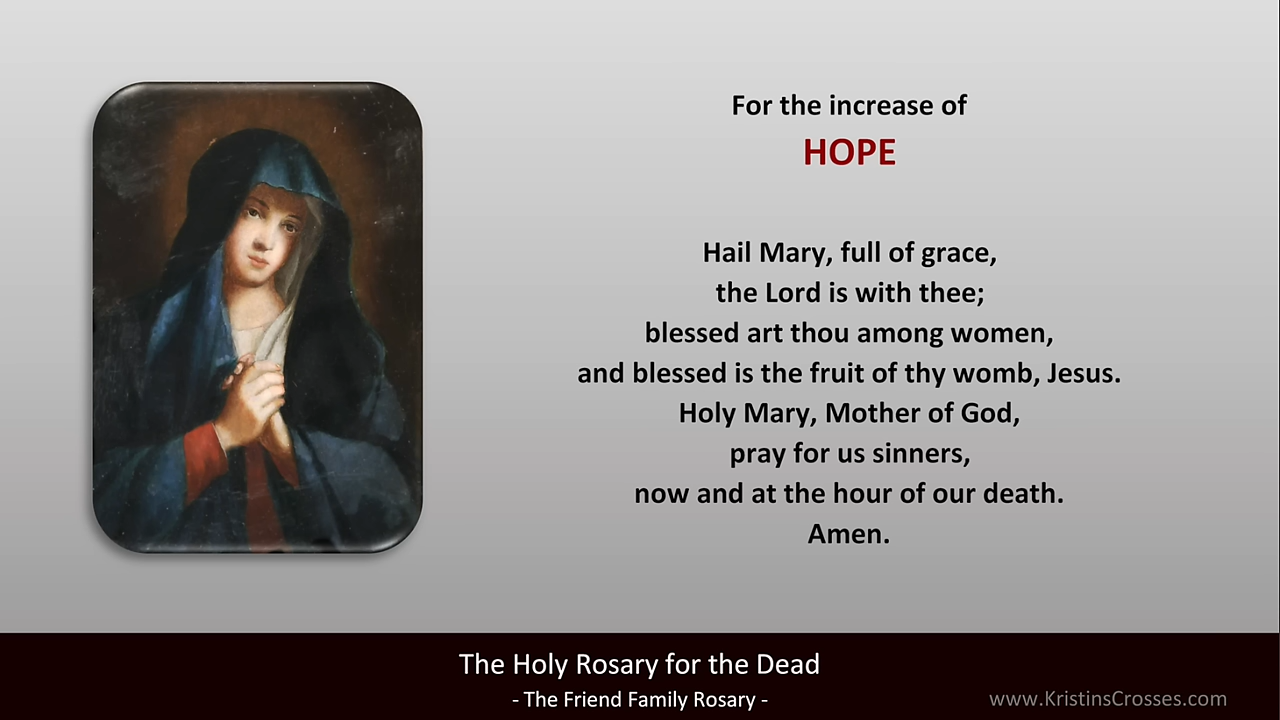 For the increase of
HOPE
Hail Mary, full of grace,
the Lord is with thee;
blessed art thou among women,
and blessed is the fruit of thy womb, Jesus.
Holy Mary, Mother of God,
pray for us sinners,
now and at the hour of our death.
Amen.
The Holy Rosary for the Dead
- The Friend Family Rosary -
www.KristinsCrosses.com